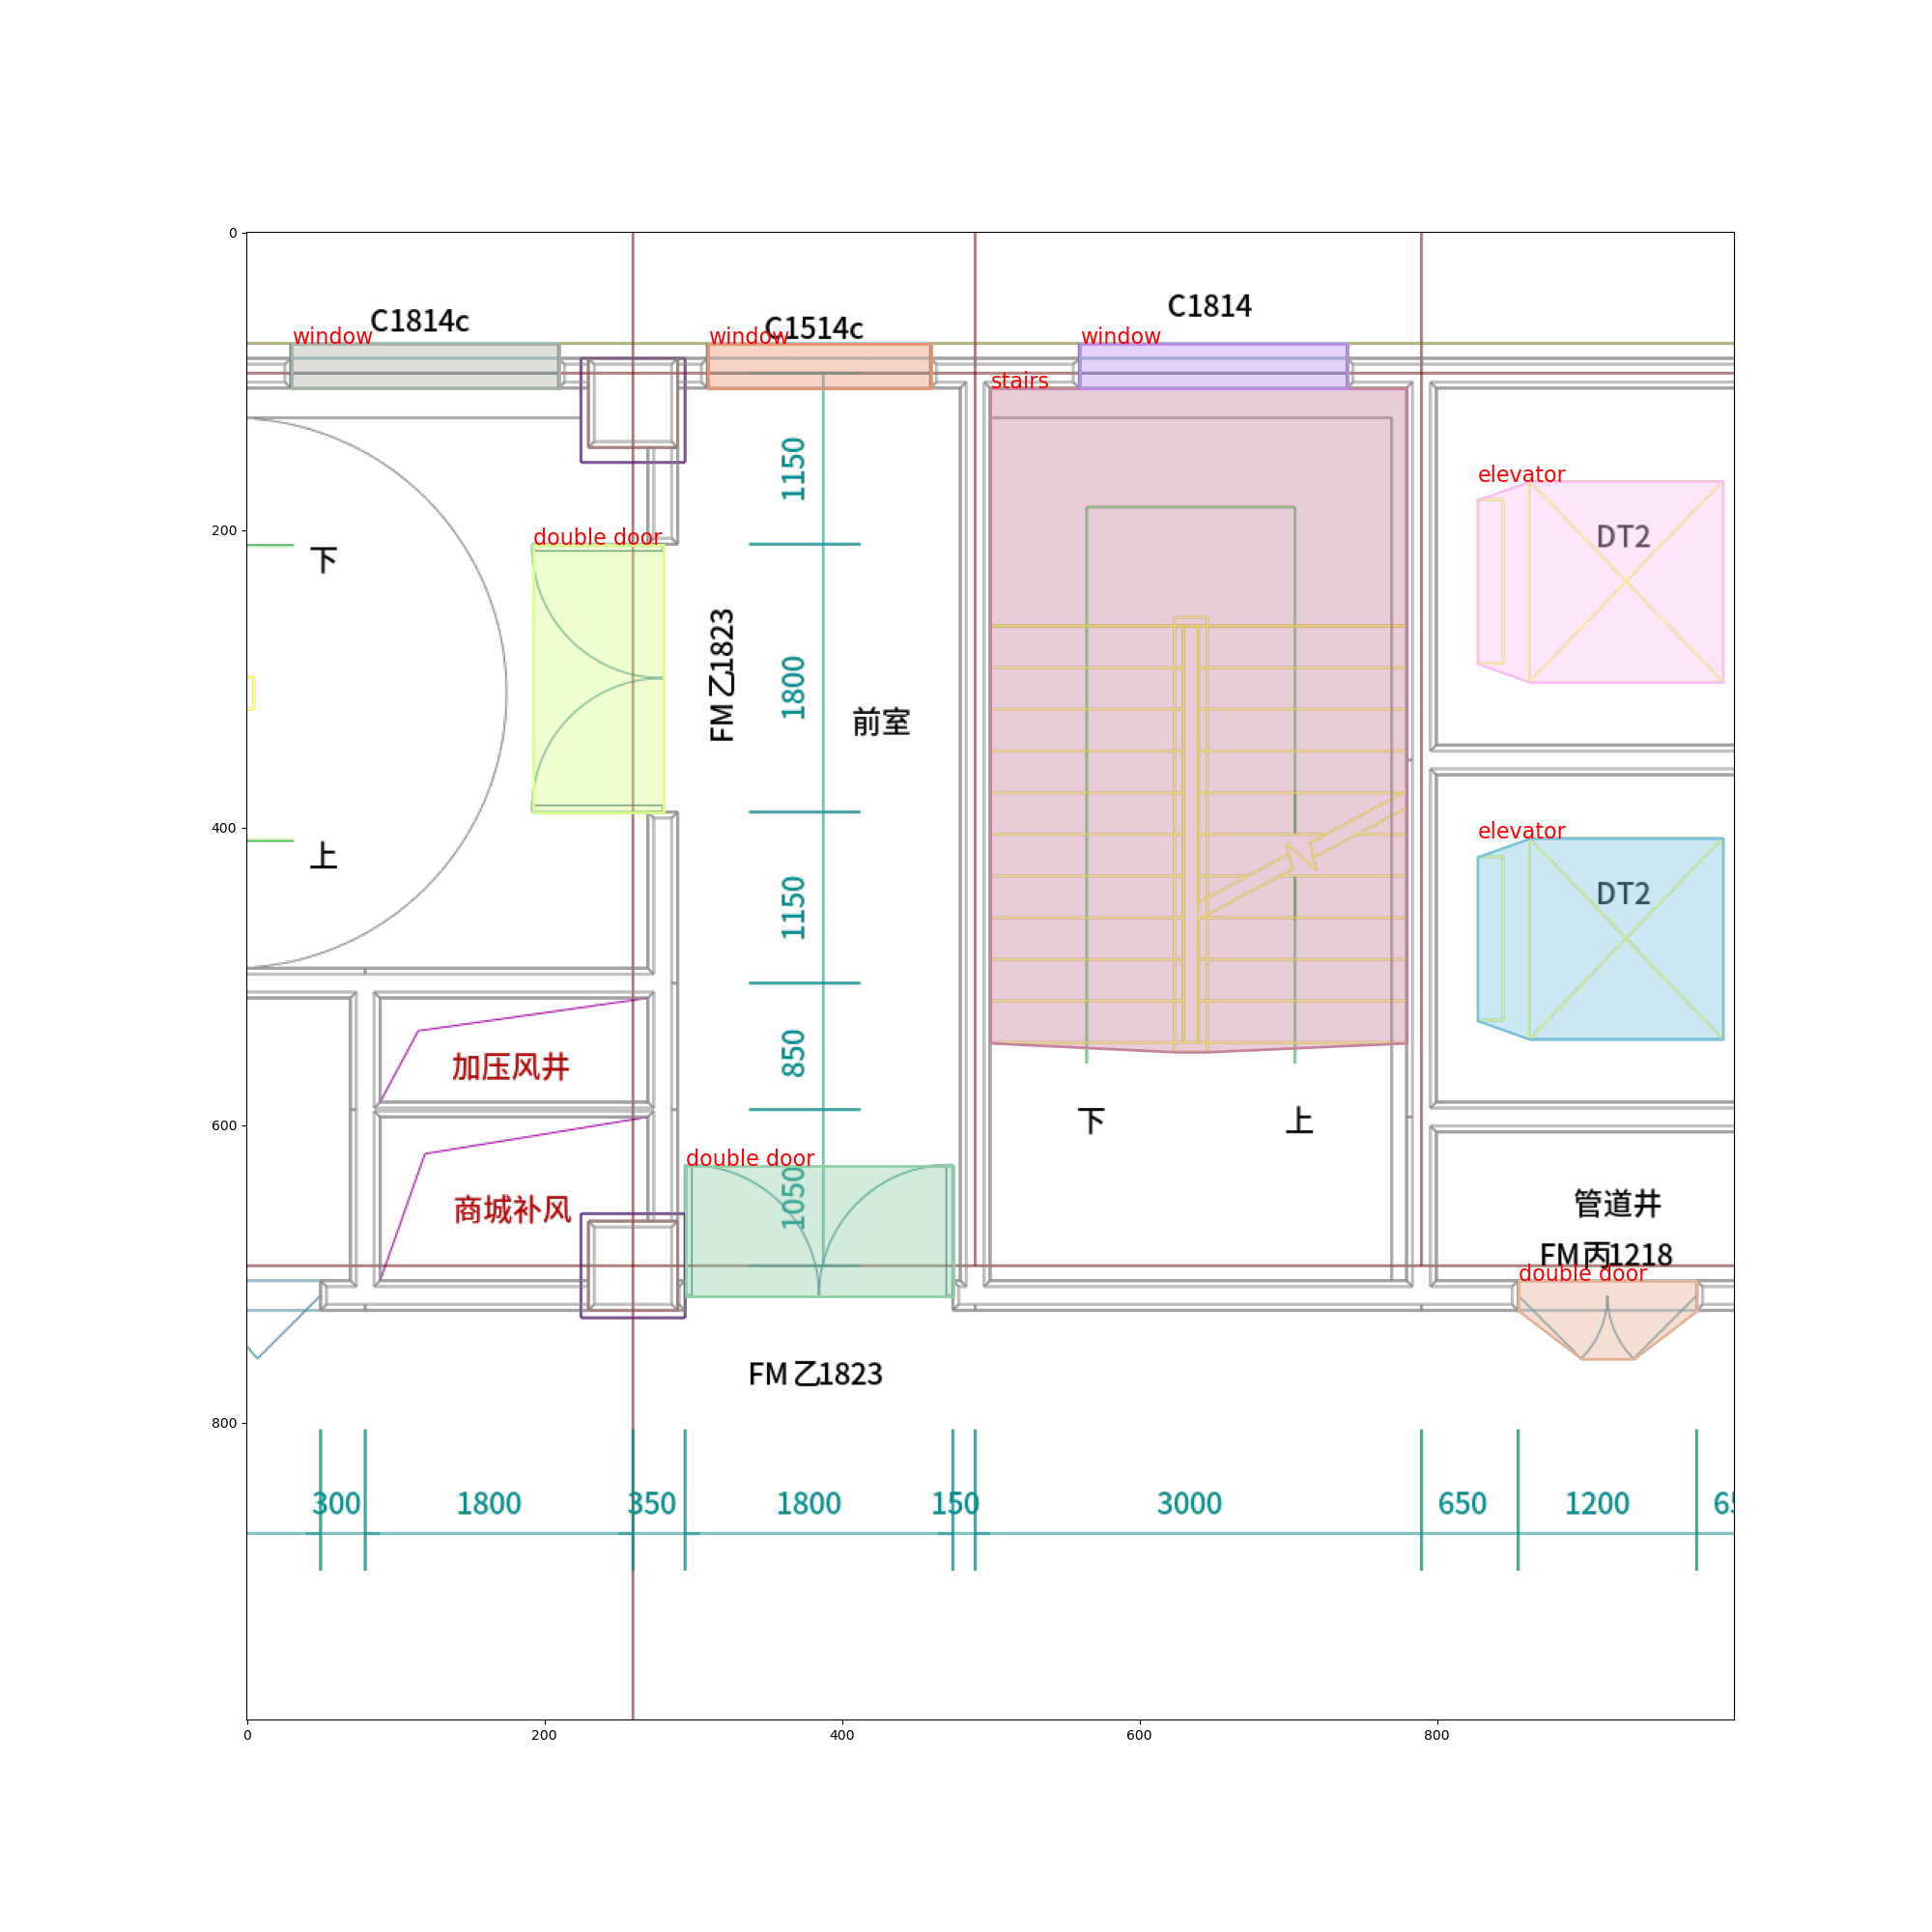 0
C1814c
C1514c
C1814
window
window
window
stairs
1150
elevator
DT2
200
double door
下
FM乙1823
1800
前室
400
上
elevator
DT2
1150
850
加压风井
600
下
上
double door
1050
商城补风
管道井
FM丙1218
double door
FM乙1823
800
300
1800
350
1800
150
3000
650
1200
0
200
400
600
800